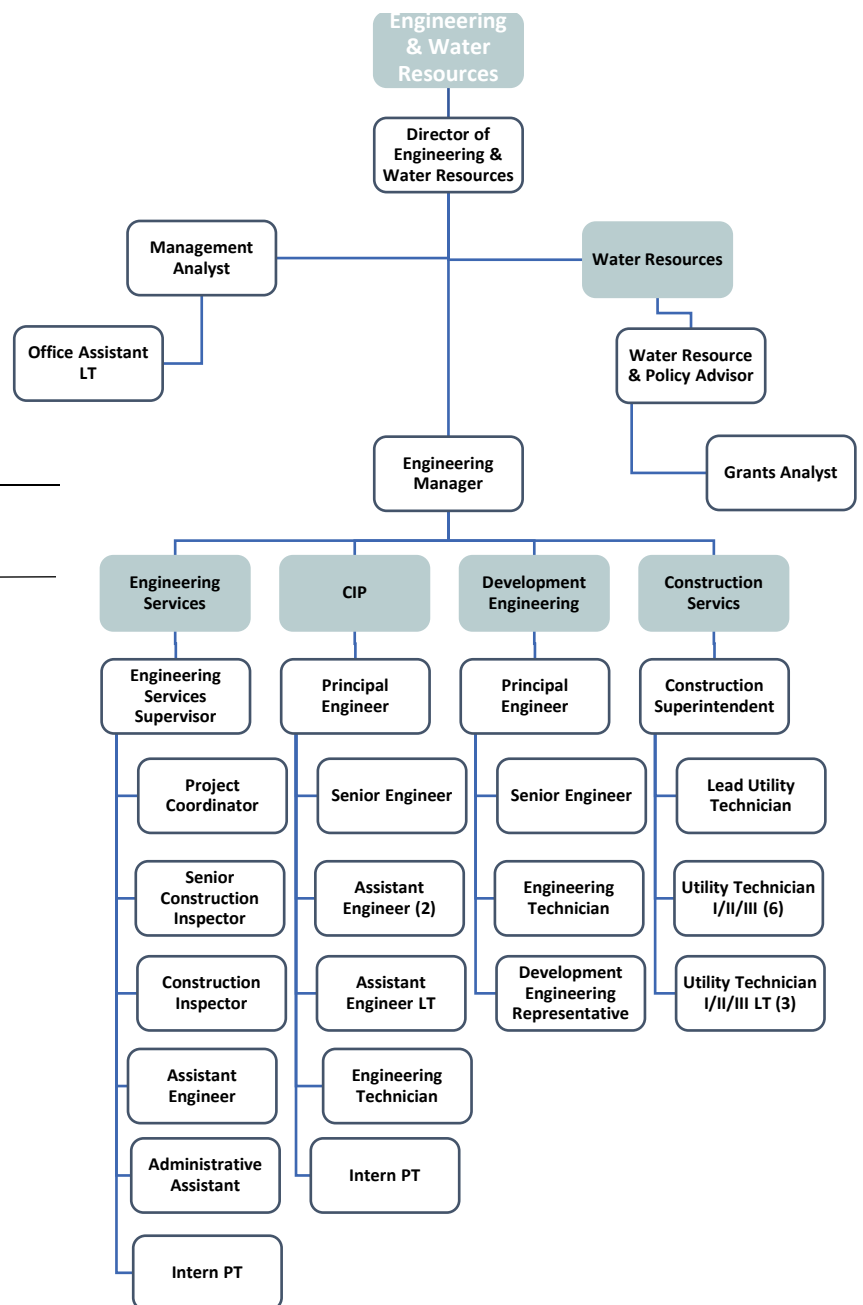 Engineering
& Water
Resources
Director of
Engineering &
Water Resources
Management
Analyst
Water Resources
Office Assistant
LT
Water Resource
& Policy Advisor
Engineering
Manager
Grants Analyst
Engineering
Services
CIP
Development
Engineering
Construction
Servics
Engineering
Services
Supervisor
Principal
Engineer
Principal
Engineer
Construction
Superintendent
Project
Coordinator
Senior Engineer
Senior Engineer
Lead Utility
Technician
Senior
Construction
Inspector
Assistant
Engineer (2)
Engineering
Technician
Utility Technician
I/II/III (6)
Construction
Inspector
Assistant
Engineer LT
Development
Engineering
Representative
Utility Technician
I/II/III LT (3)
Assistant
Engineer
Engineering
Technician
Administrative
Assistant
Intern PT
Intern PT